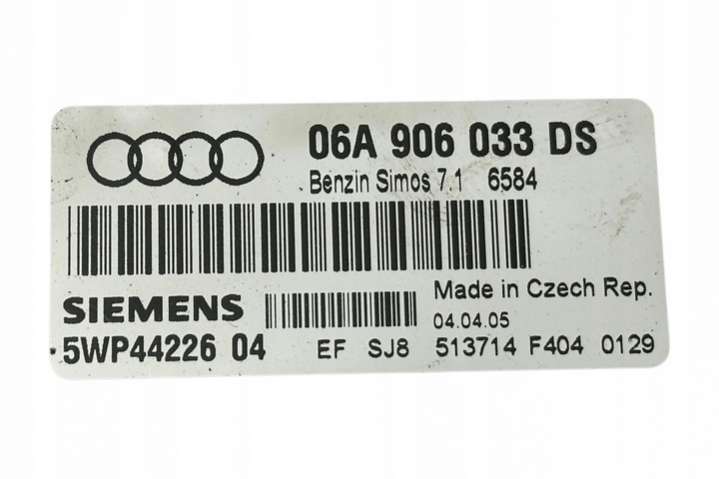 06A 906 033 DS
Benzin Simos 7.1 6584
SIEMENS
Made in Czech Rep.
04.04.05
5WP44226 04
EF SJ8 513714 F404 0129